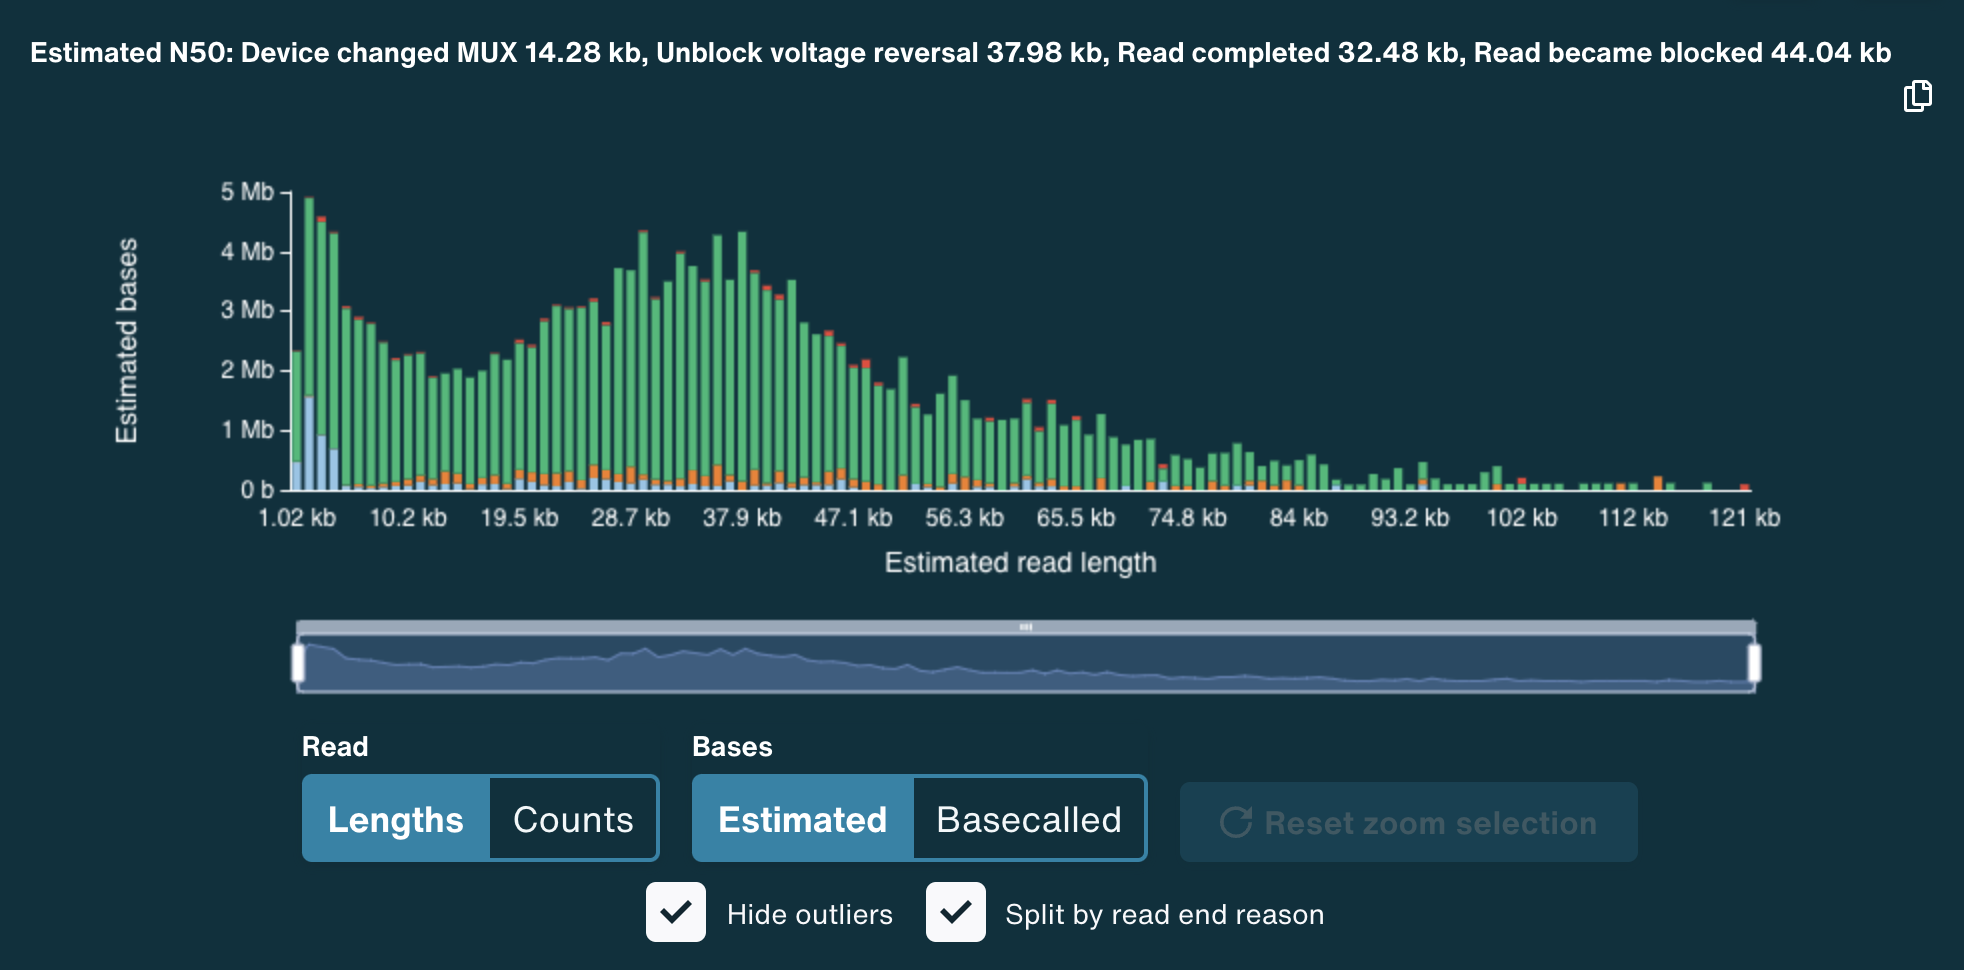 Estimated N50: Device changed MUX 14.28 kb, Unblock voltage reversal 37.98 kb, Read completed 32.48 kb, Read became blocked 44.04 kb
Estimated bases
5 Mb
4 Mb
3 Mb
2 Mb
1 Mb
0 b
1.02 kb 10.2 kb 19.5 kb 28.7 kb 37.9 kb 47.1 kb 56.3 kb 65.5 kb 74.8 kb 84 kb 93.2 kb 102 kb 112 kb 121 kb
Estimated read length
Read Bases
Lengths Counts Estimated Basecalled Reset zoom selection
Hide outliers Split by read end reason